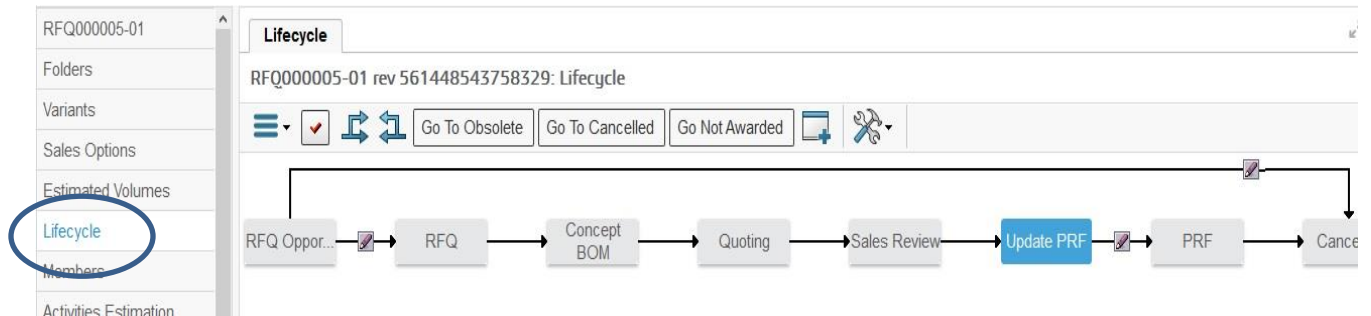 RFQ000005-01
Folders
Variants
Sales Options
Estimated Volumes
Lifecycle
Members
Activities Estimation
Lifecycle
RFQ000005-01 rev 561448543758329: Lifecycle
Go To Obsolete Go To Cancelled Go Not Awarded
RFQ Oppor... RFQ Concept BOM Quoting Sales Review Update PRF PRF Cance